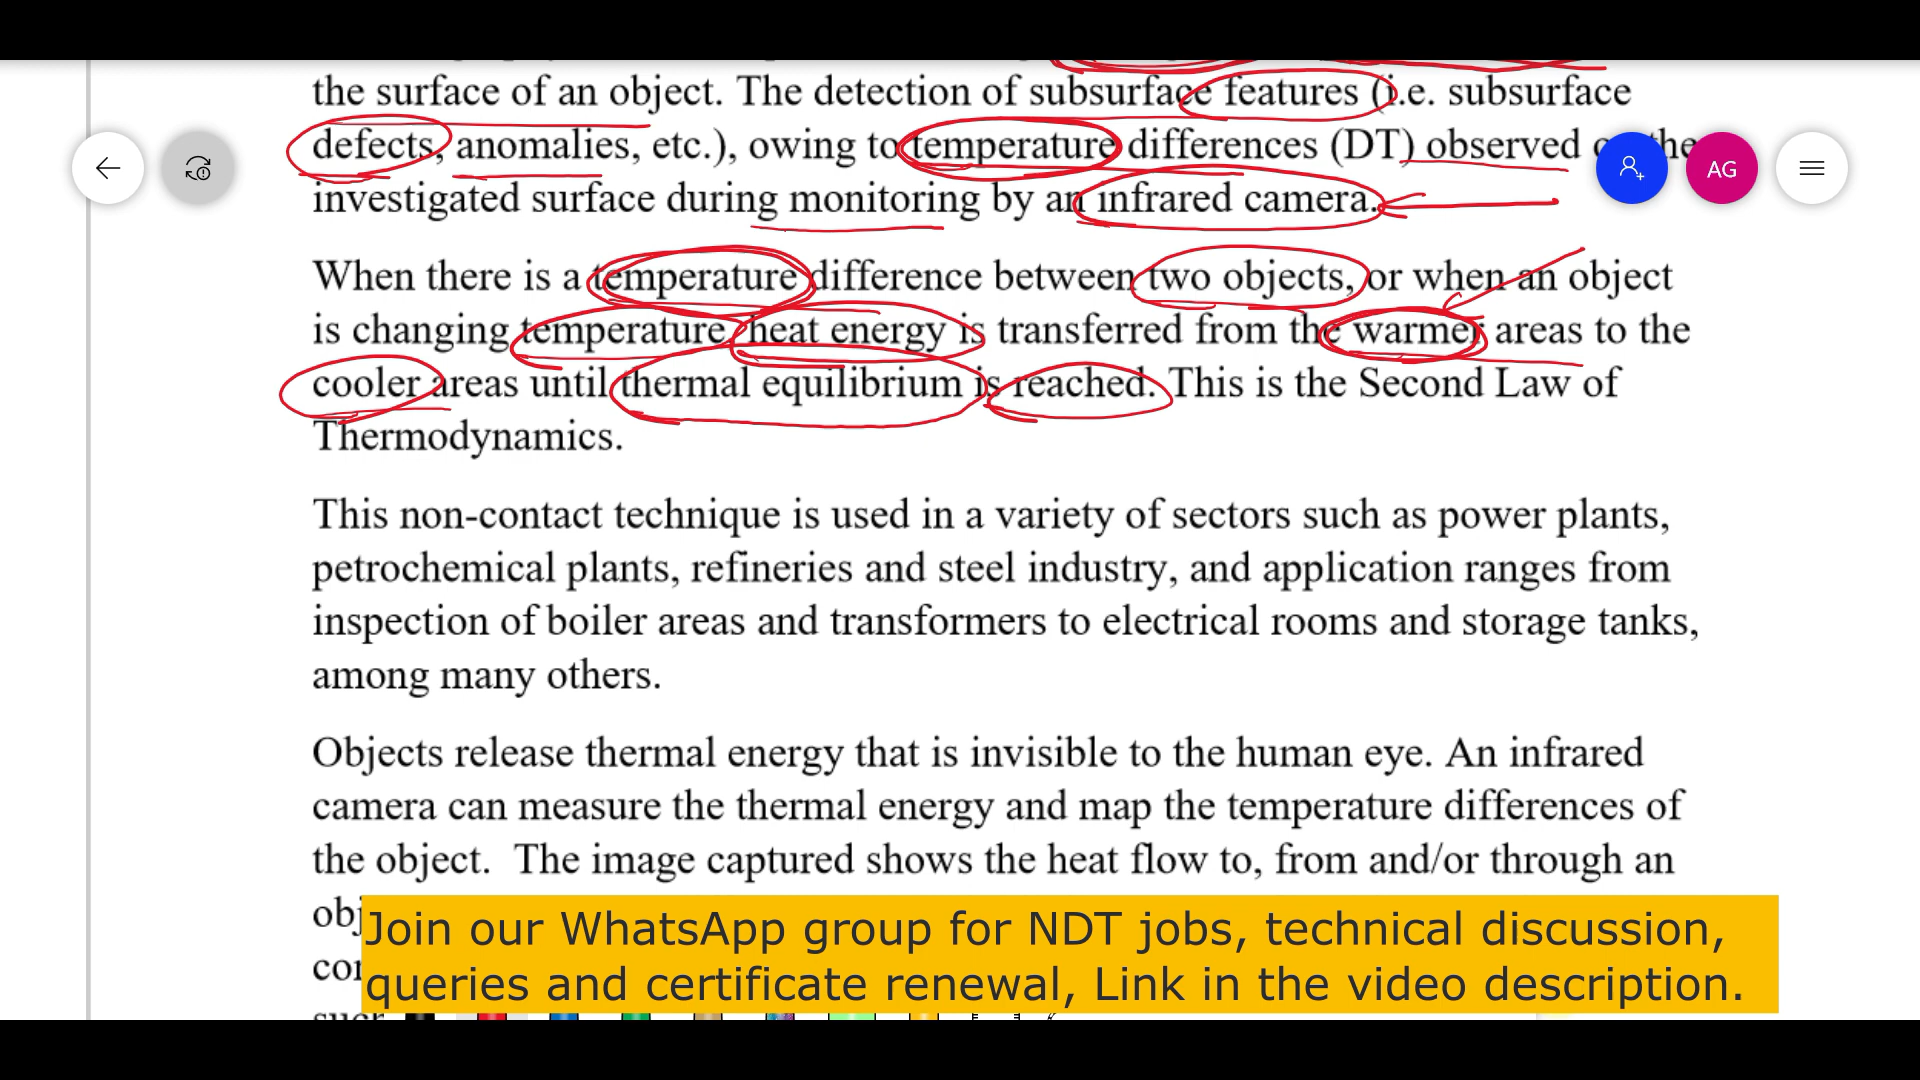 the surface of an object. The detection of subsurface features (i.e. subsurface
defects, anomalies, etc.), owing to temperature differences (DT) observed the
AG
investigated surface during monitoring by an infrared camera.
When there is a temperature difference between two objects, or when an object
is changing temperature, heat energy is transferred from the warmer areas to the
cooler areas until thermal equilibrium is reached. This is the Second Law of
Thermodynamics.
This non-contact technique is used in a variety of sectors such as power plants,
petrochemical plants, refineries and steel industry, and application ranges from
inspection of boiler areas and transformers to electrical rooms and storage tanks,
among many others.
Objects release thermal energy that is invisible to the human eye. An infrared
camera can measure the thermal energy and map the temperature differences of
the object. The image captured shows the heat flow to, from and/or through an
Join our WhatsApp group for NDT jobs, technical discussion,
queries and certificate renewal, Link in the video description.